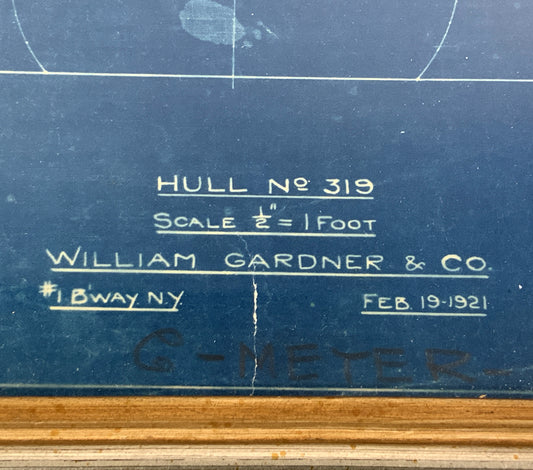 HULL No 319
SCALE 1/2" = 1 FOOT
WILLIAM GARDNER & CO.
#1 B'WAY N.Y FEB. 19-1921
G-METER-